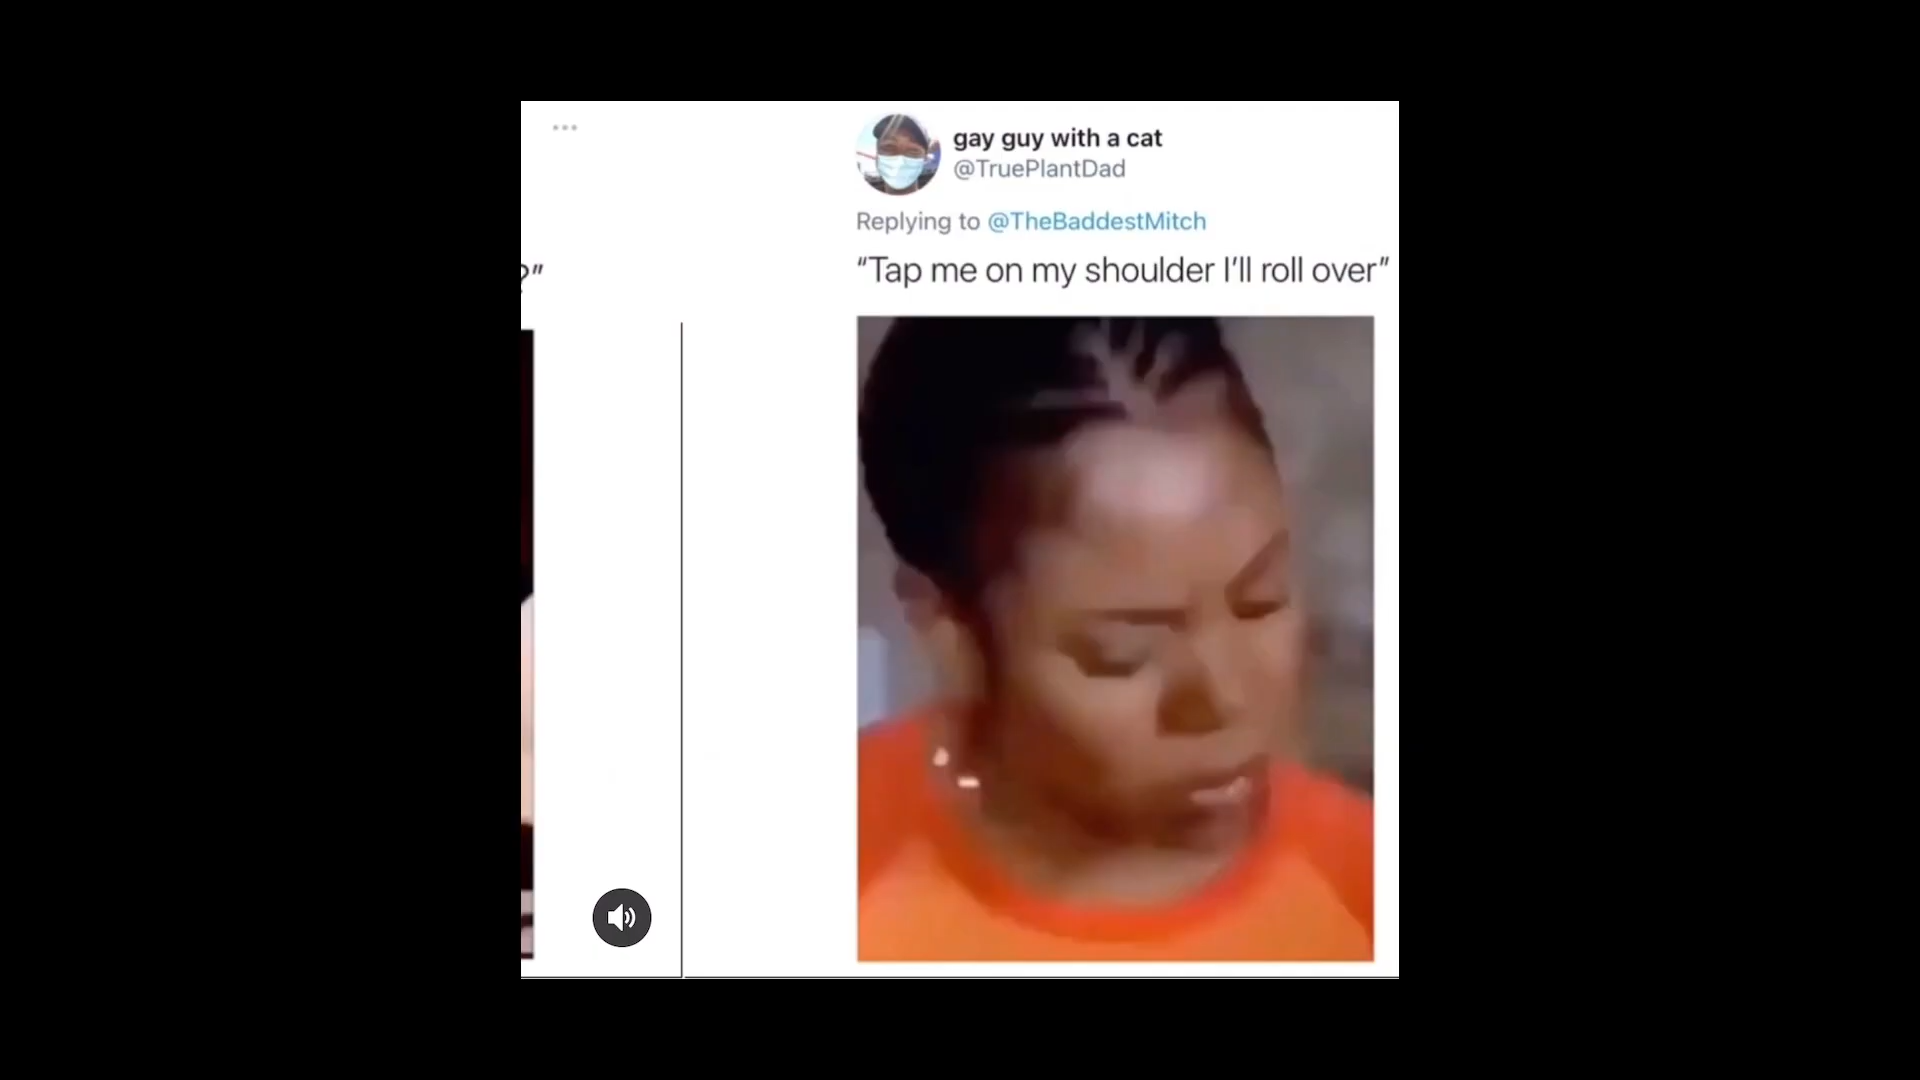 ?”
gay guy with a cat
@TruePlantDad
Replying to @TheBaddestMitch
“Tap me on my shoulder I’ll roll over”